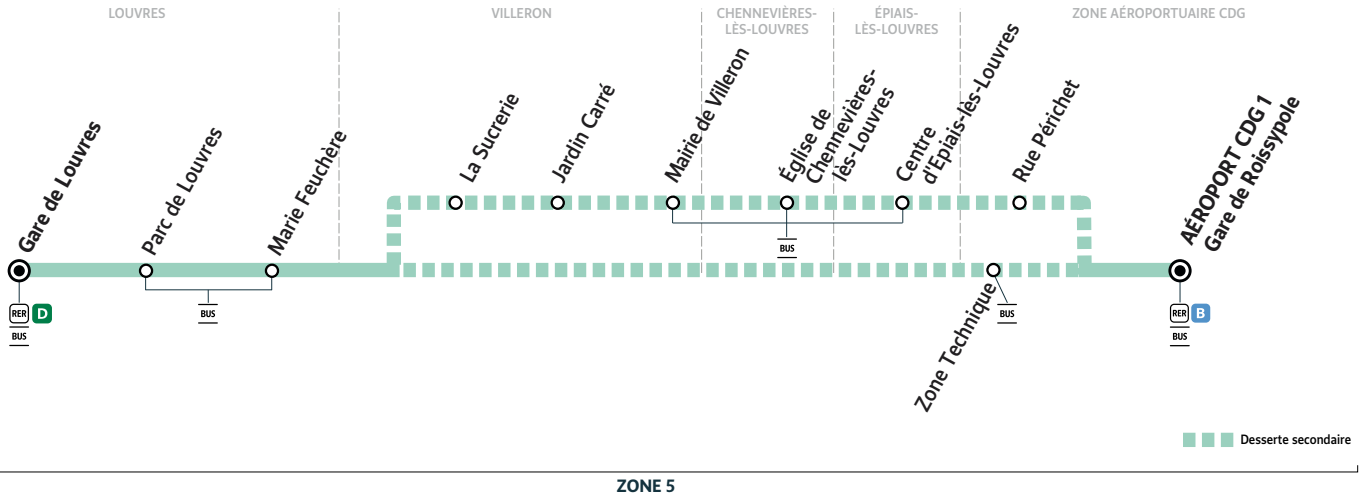 LOUVRES
VILLERON
CHENNEVIÈRES-
LÈS-LOUVRES
ÉPIAIS-
LÈS-LOUVRES
ZONE AÉROPORTUAIRE CDG
Gare de Louvres
Parc de Louvres
Marie Feuchère
La Sucrerie
Jardin Carré
Mairie de Villeron
Église de
Chennevières-
lès-Louvres
Centre
d'Epiais-lès-Louvres
Rue Périchet
AÉROPORT CDG 1
Gare de Roissypole
BUS
RER D
BUS
BUS
Zone Technique
BUS
RER B
BUS
Desserte secondaire
ZONE 5